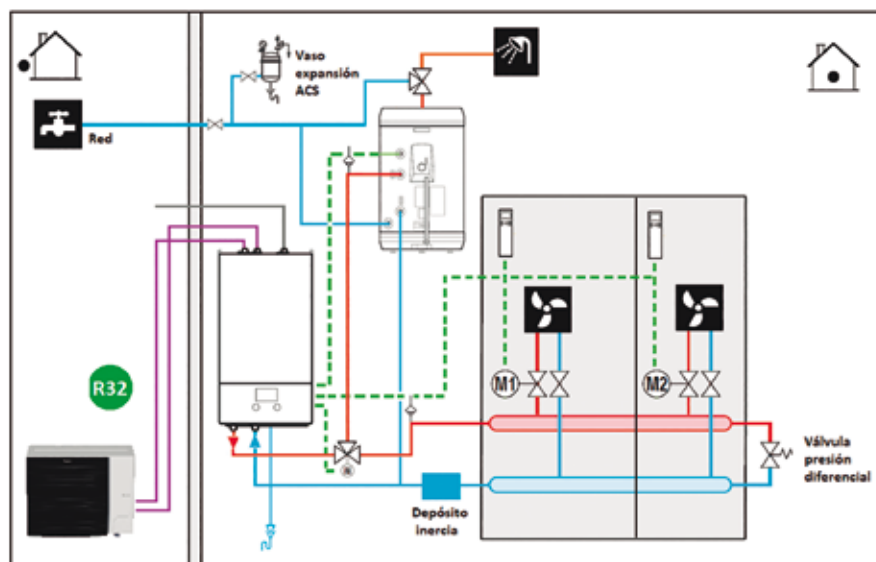 Vaso
expansión
ACS
Red
R32
M1
M2
Válvula
presión
diferencial
Depósito
inercia